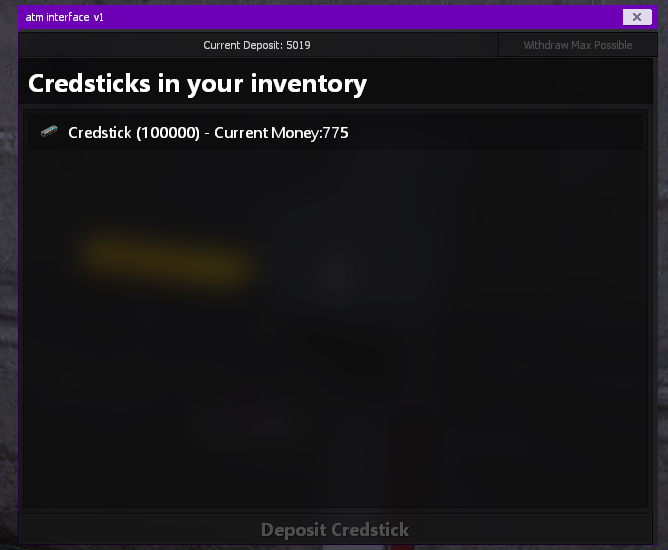 atm interface v1
Current Deposit: 5019
Withdraw Max Possible
Credsticks in your inventory
Credstick (100000) - Current Money:775
Deposit Credstick